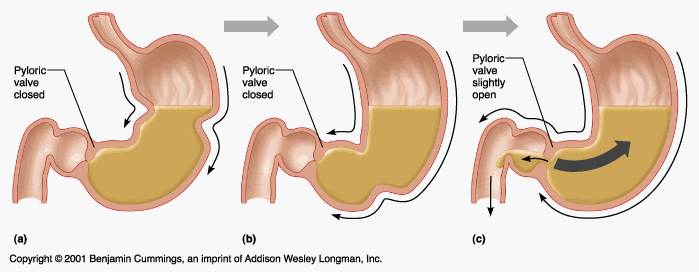 Pyloric
valve
closed
Pyloric
valve
closed
Pyloric
valve
slightly
open
(a)
(b)
(c)
Copyright © 2001 Benjamin Cummings, an imprint of Addison Wesley Longman, Inc.